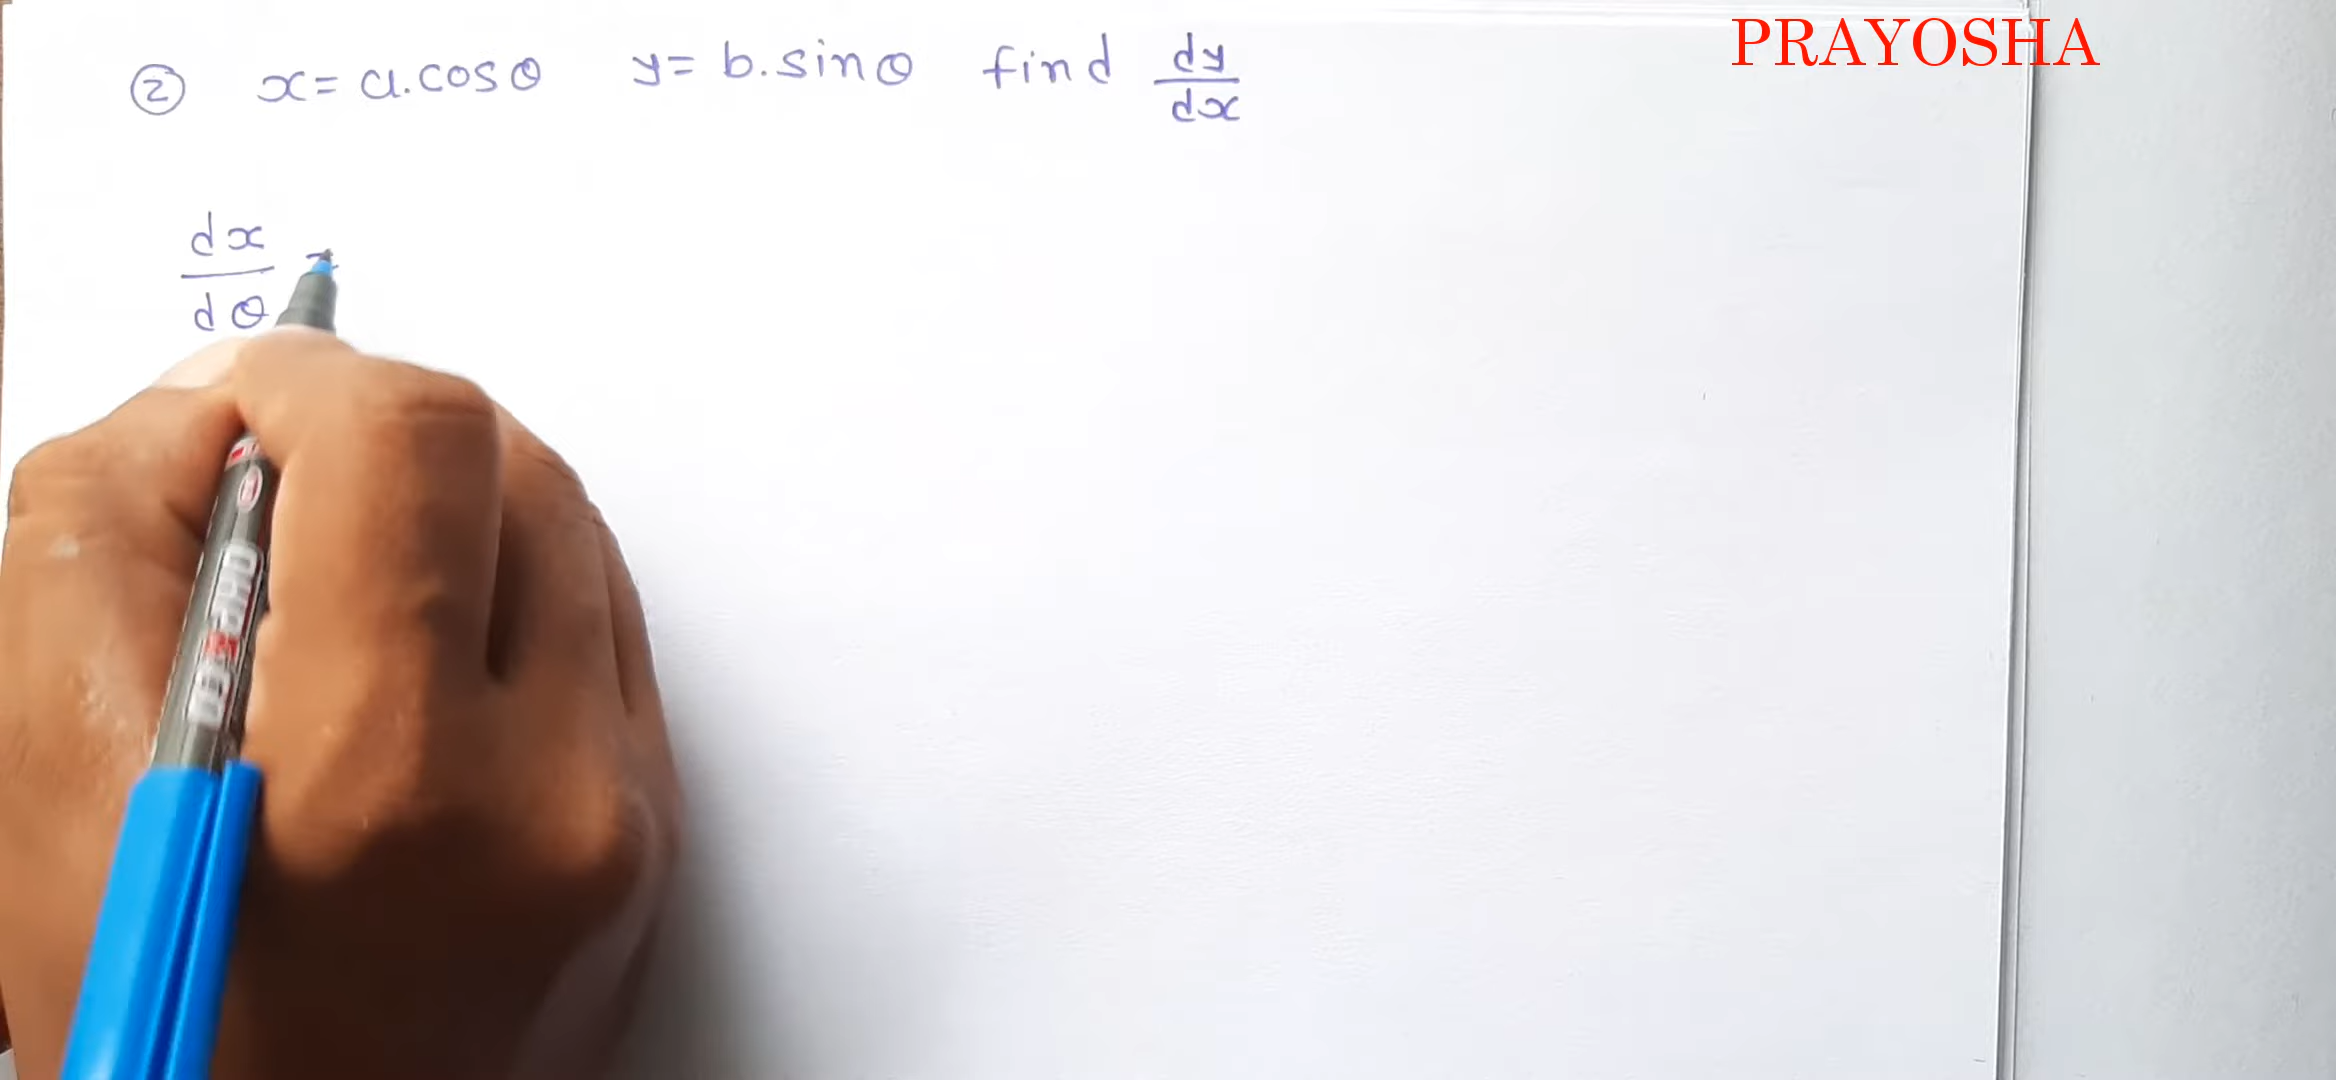 PRAYOSHA
② x = a.cosθ y = b.sinθ find dy/dx
dx/dθ =